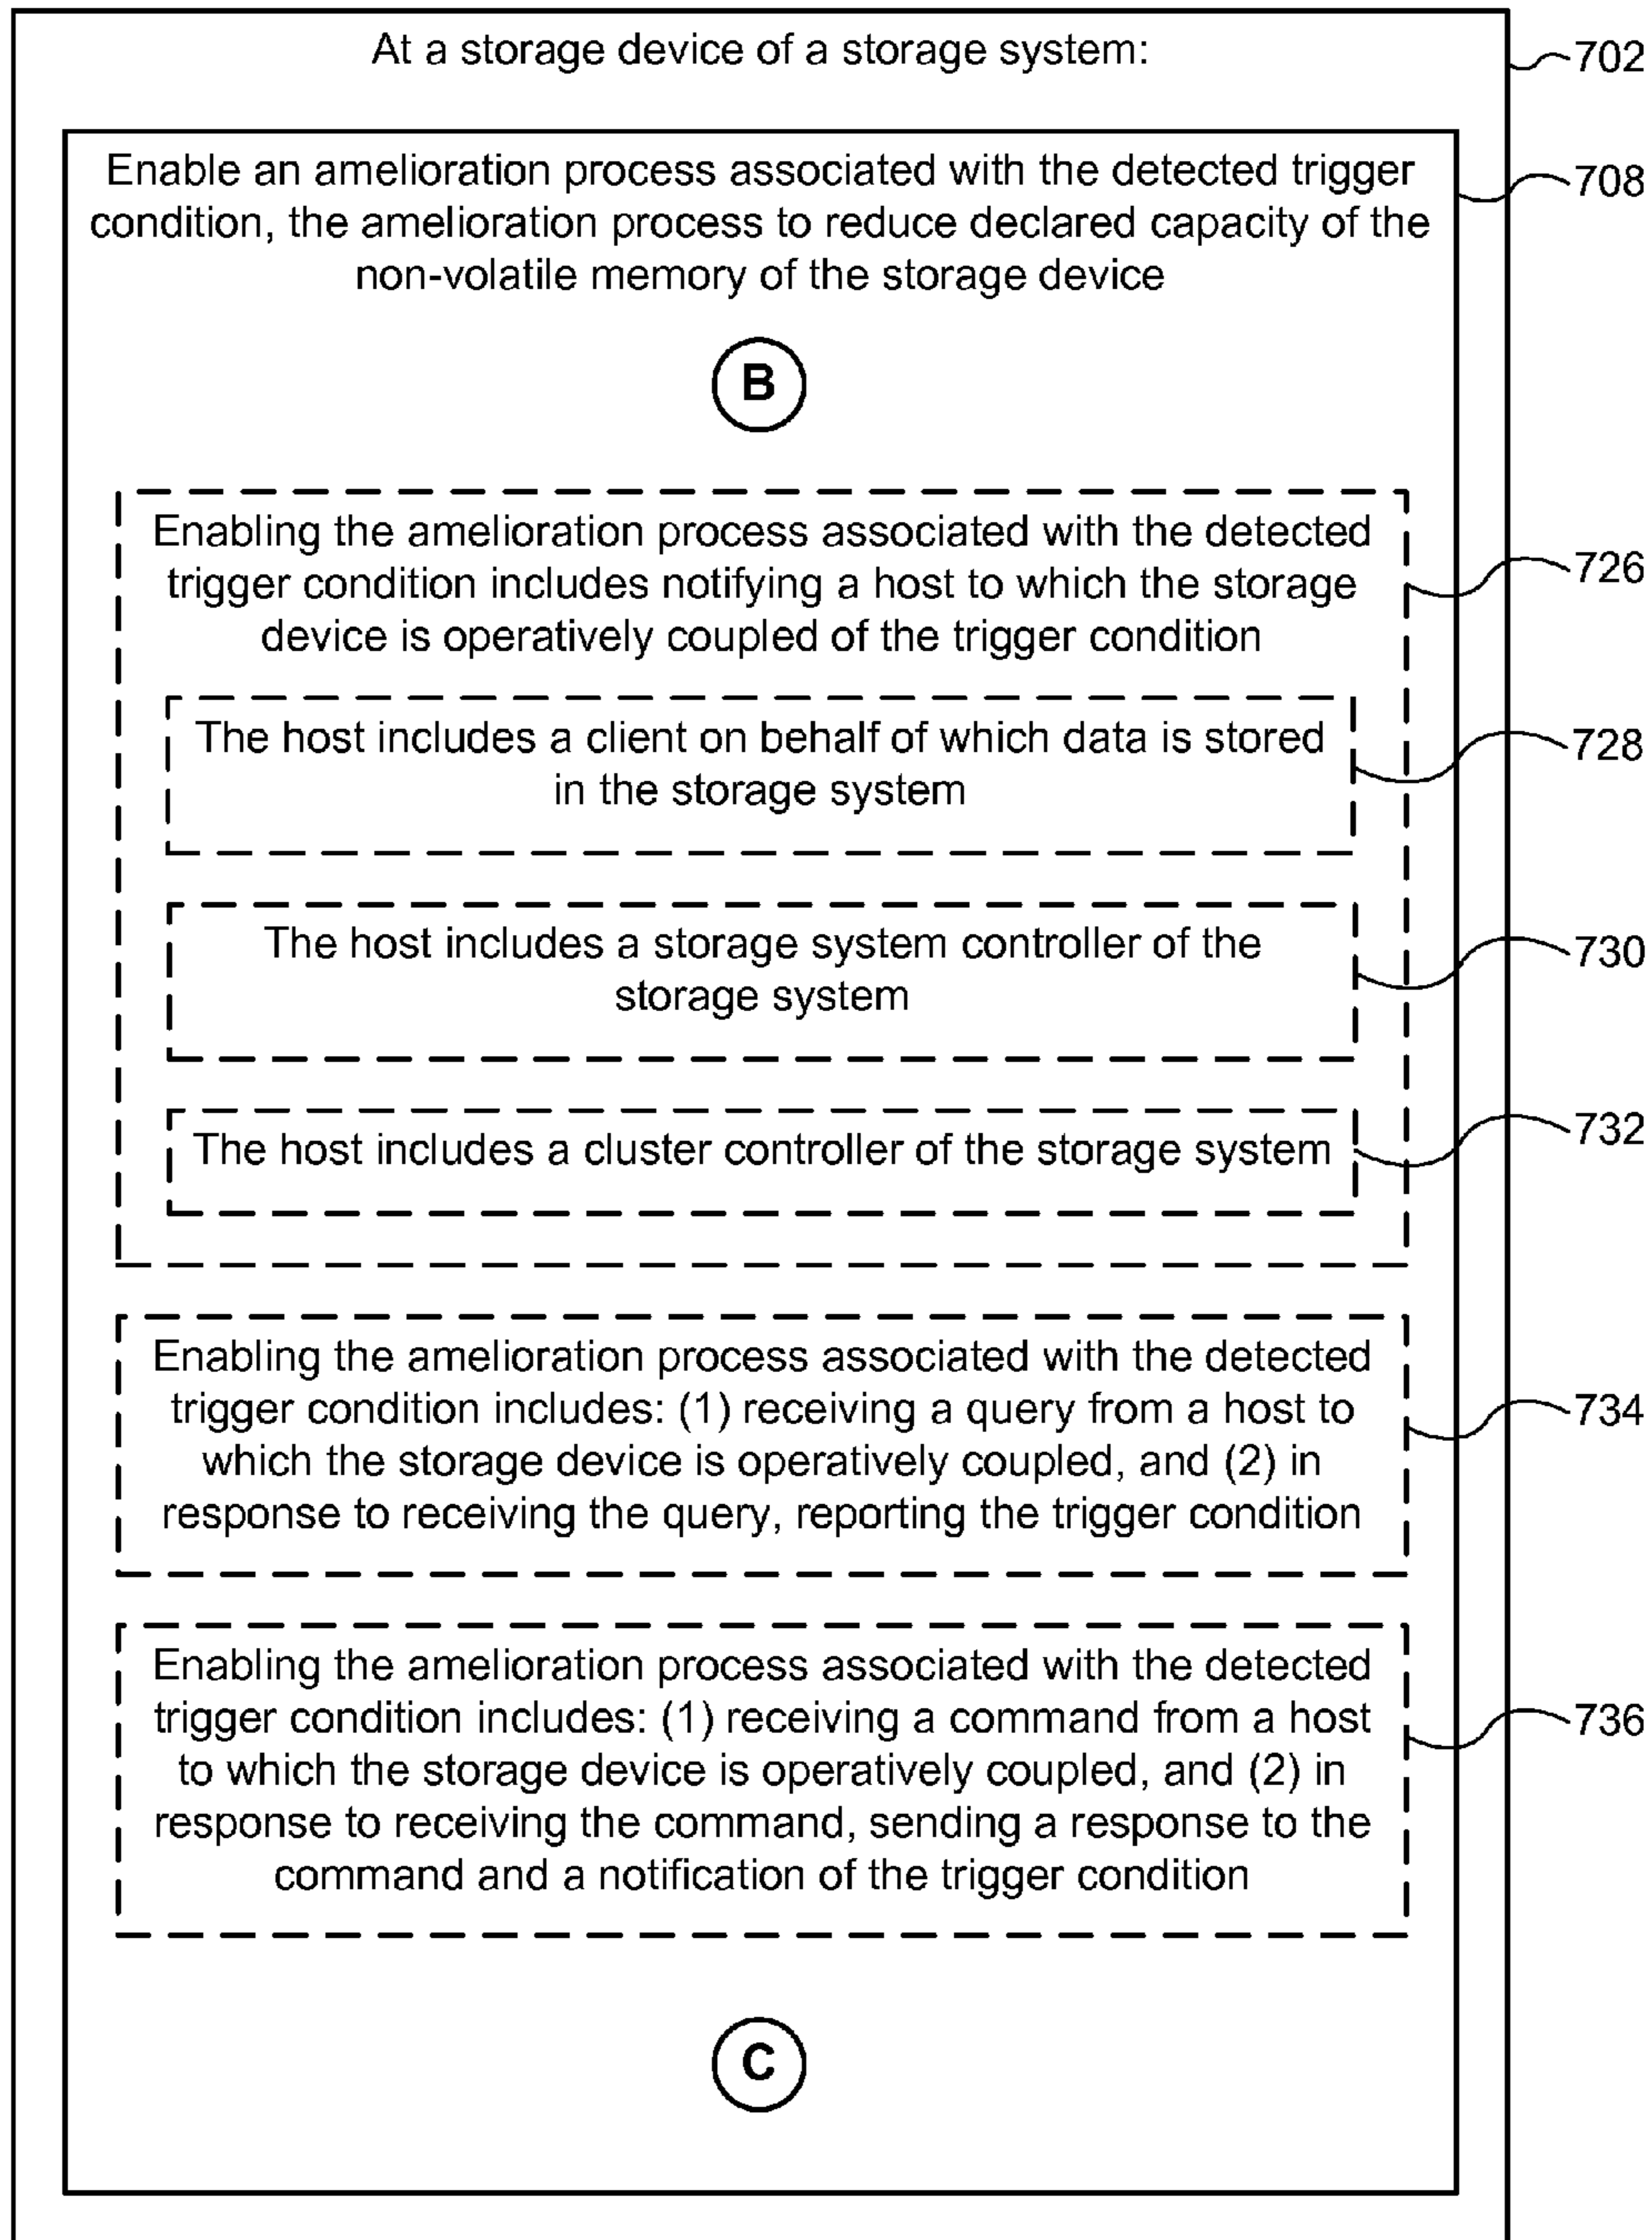 At a storage device of a storage system:
702
Enable an amelioration process associated with the detected trigger
condition, the amelioration process to reduce declared capacity of the
non-volatile memory of the storage device
708
B
Enabling the amelioration process associated with the detected
trigger condition includes notifying a host to which the storage
device is operatively coupled of the trigger condition
726
The host includes a client on behalf of which data is stored
in the storage system
728
The host includes a storage system controller of the
storage system
730
The host includes a cluster controller of the storage system
732
Enabling the amelioration process associated with the detected
trigger condition includes: (1) receiving a query from a host to
which the storage device is operatively coupled, and (2) in
response to receiving the query, reporting the trigger condition
734
Enabling the amelioration process associated with the detected
trigger condition includes: (1) receiving a command from a host
to which the storage device is operatively coupled, and (2) in
response to receiving the command, sending a response to the
command and a notification of the trigger condition
736
C